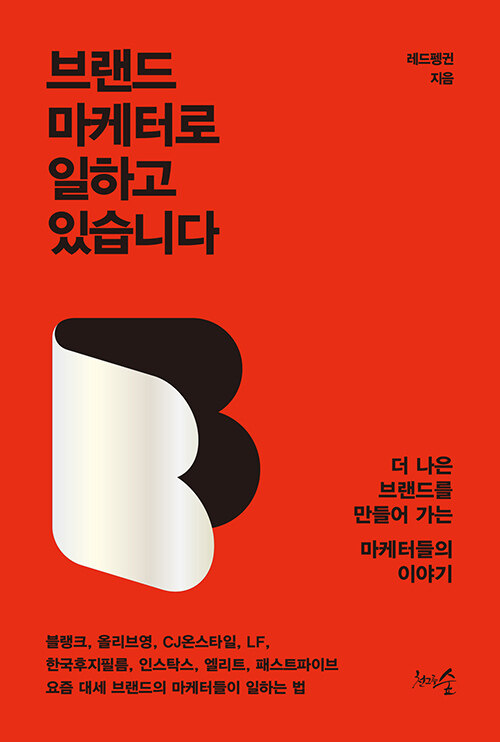 브랜드
마케터로
일하고
있습니다
레드펭귄
지음
더 나은
브랜드를
만들어 가는
마케터들의
이야기
블랭크, 올리브영, CJ온스타일, LF,
한국후지필름, 인스탁스, 엘리트, 패스트파이브
요즘 대세 브랜드의 마케터들이 일하는 법
천그루숲